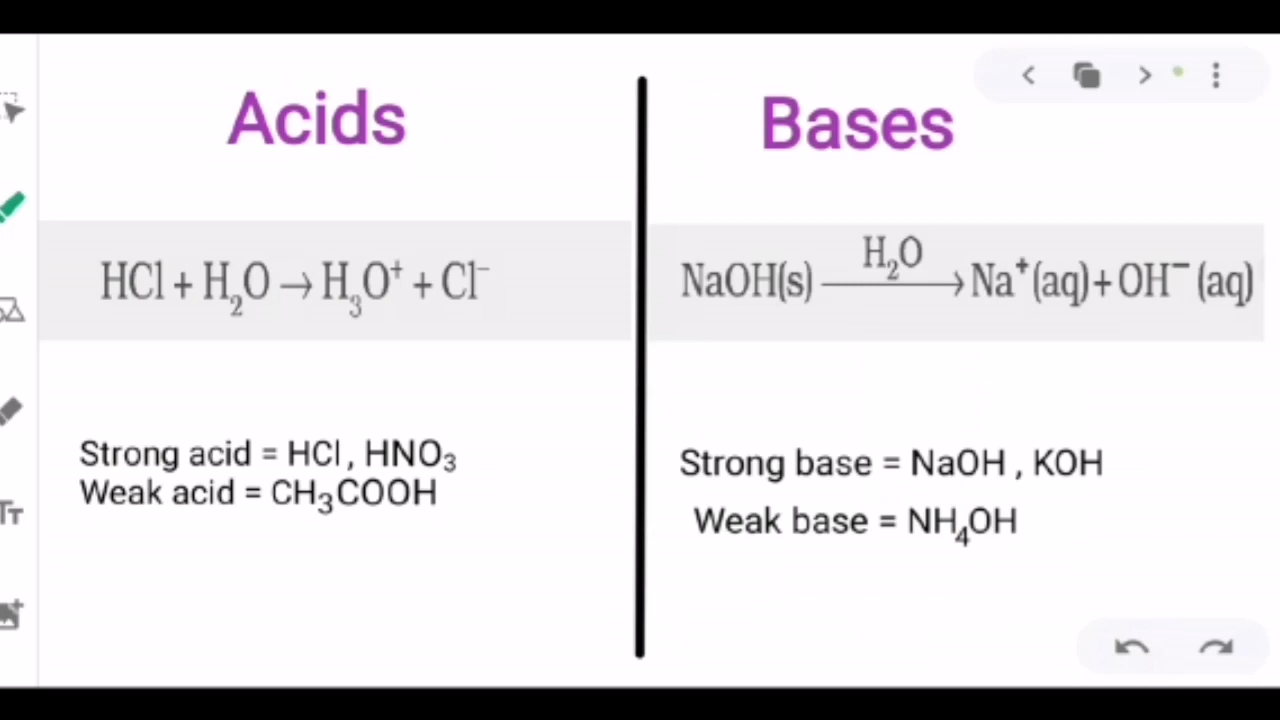 Acids
HCl + H₂O → H₃O⁺ + Cl⁻
Strong acid = HCl , HNO₃
Weak acid = CH₃COOH
Bases
H₂O
NaOH(s) ⟶ Na⁺(aq) + OH⁻(aq)
Strong base = NaOH , KOH
Weak base = NH₄OH
Tт